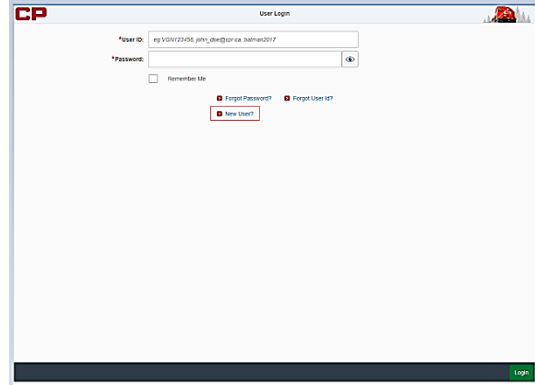 CP
User Login
*User ID: eg VGN123456, john_doe@cpr.ca, batman2017
*Password:
Remember Me
Forgot Password? Forgot User Id?
New User?
Login